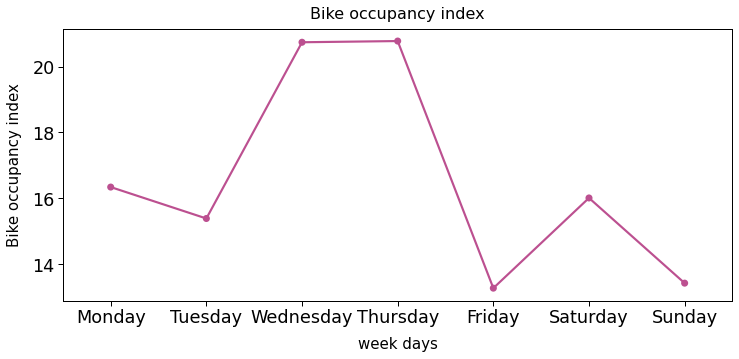 Bike occupancy index
Bike occupancy index
20
18
16
14
Monday Tuesday Wednesday Thursday Friday Saturday Sunday
week days